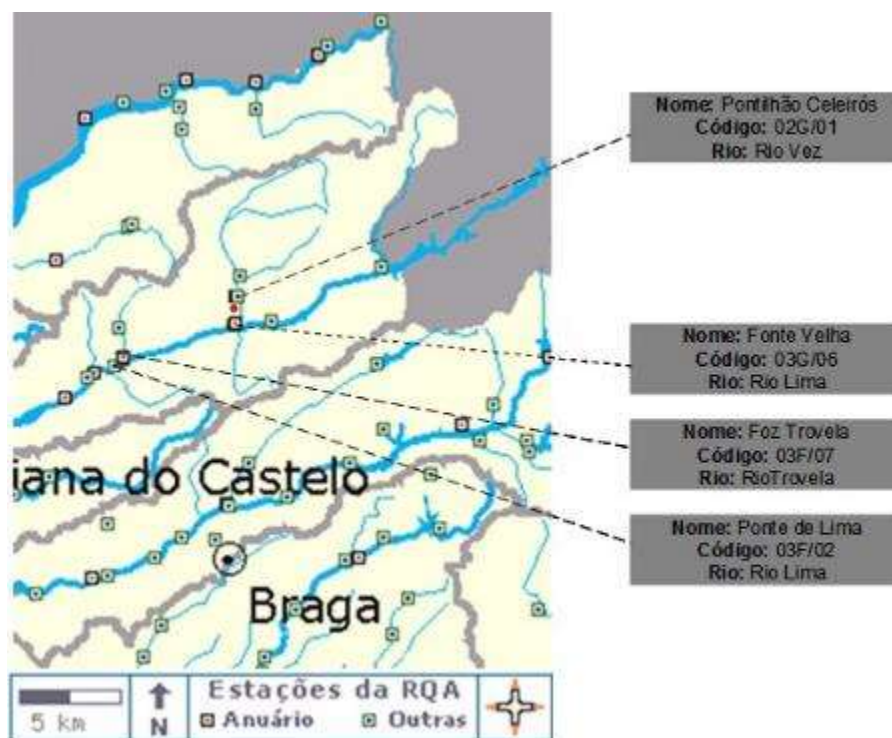 Nome: Pontilhão Celeirós
Código: 02G/01
Rio: Rio Vez
Nome: Fonte Velha
Código: 03G/06
Rio: Rio Lima
Nome: Foz Trovela
Código: 03F/07
Rio: RioTrovela
iana do Castelo
Nome: Ponte de Lima
Código: 03F/02
Rio: Rio Lima
Braga
Estações da RQA
5 km
N
Anuário
Outras